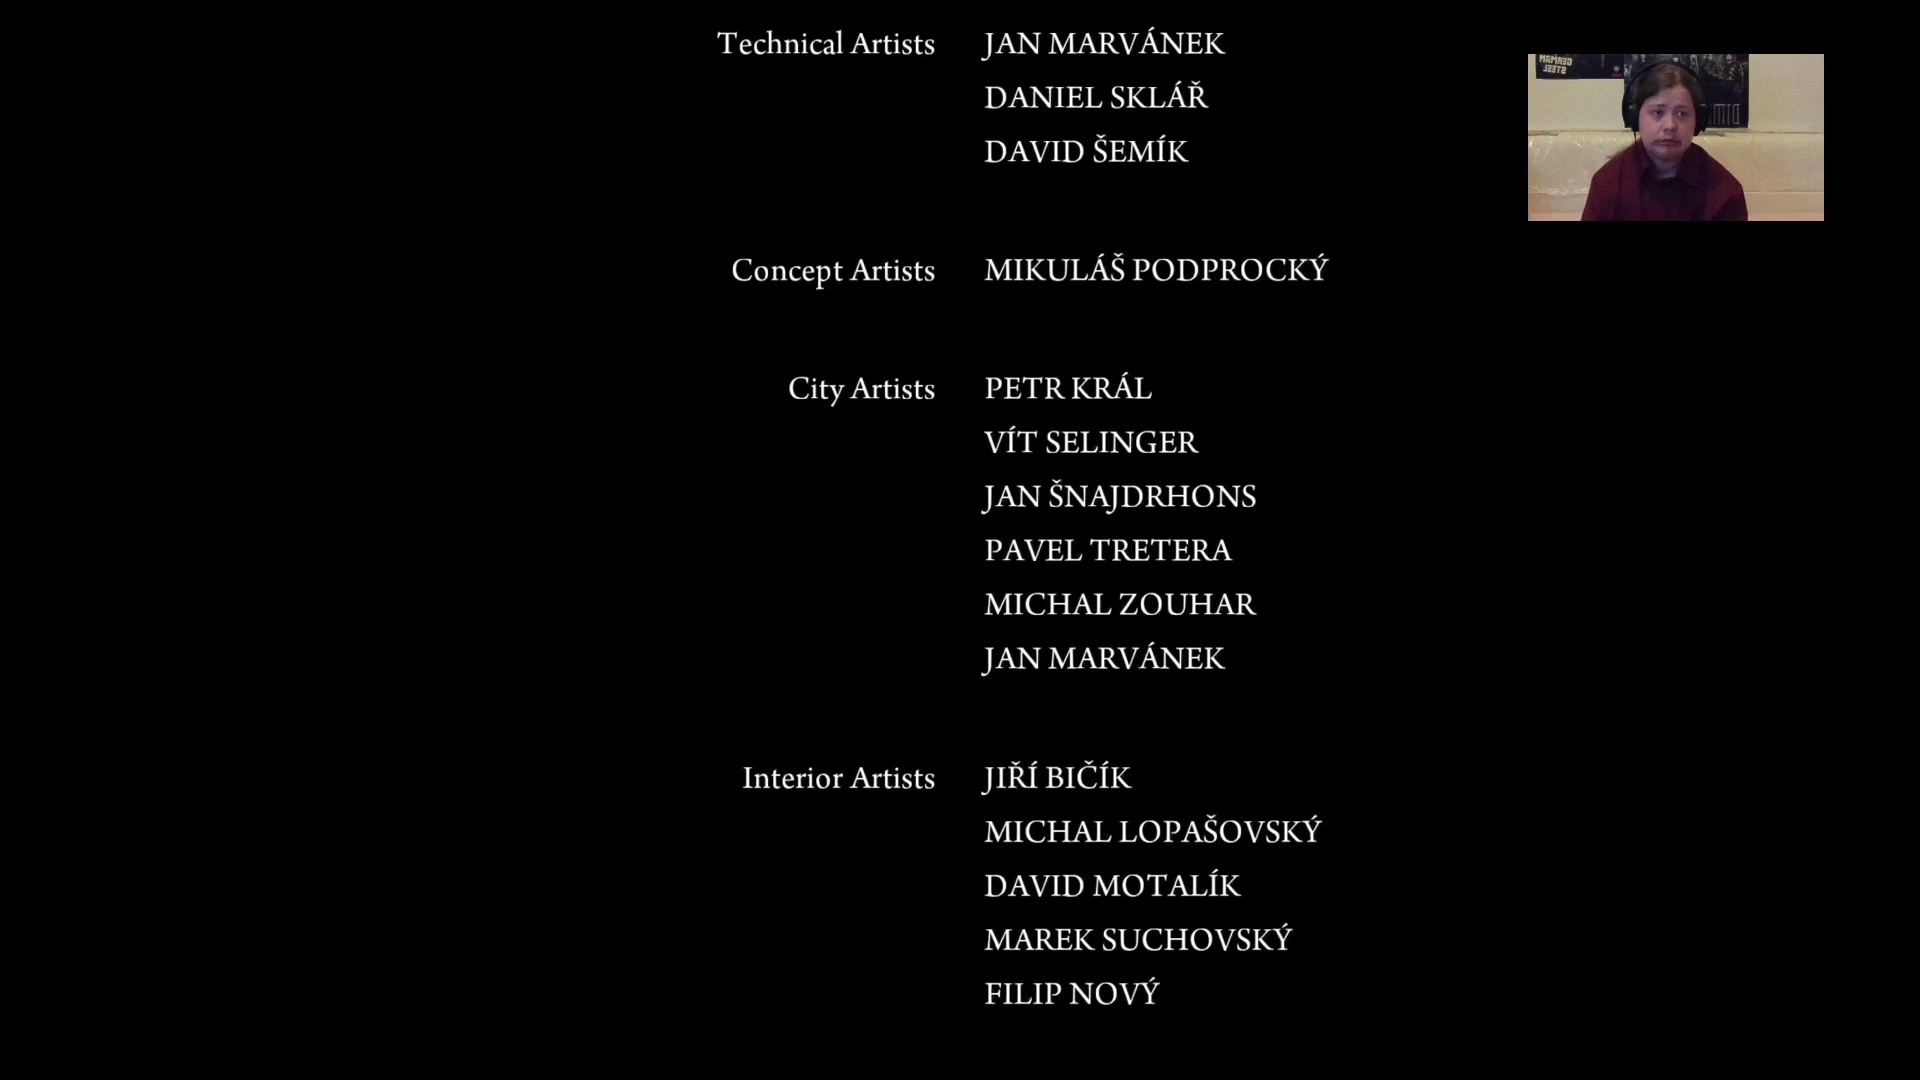 Technical Artists JAN MARVÁNEK
DANIEL SKLÁŘ
DAVID ŠEMÍK
Concept Artists MIKULÁŠ PODPROCKÝ
City Artists PETR KRÁL
VÍT SELINGER
JAN ŠNAJDRHONS
PAVEL TRETERA
MICHAL ZOUHAR
JAN MARVÁNEK
Interior Artists JIŘÍ BIČÍK
MICHAL LOPAŠOVSKÝ
DAVID MOTALÍK
MAREK SUCHOVSKÝ
FILIP NOVÝ
GERMAN
STEEL